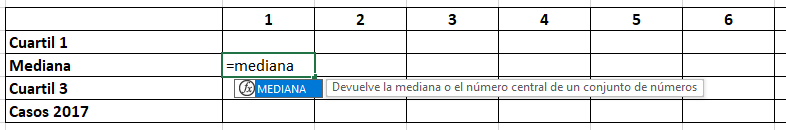 1 2 3 4 5 6
Cuartil 1
Mediana =mediana
Cuartil 3 fx MEDIANA Devuelve la mediana o el número central de un conjunto de números
Casos 2017